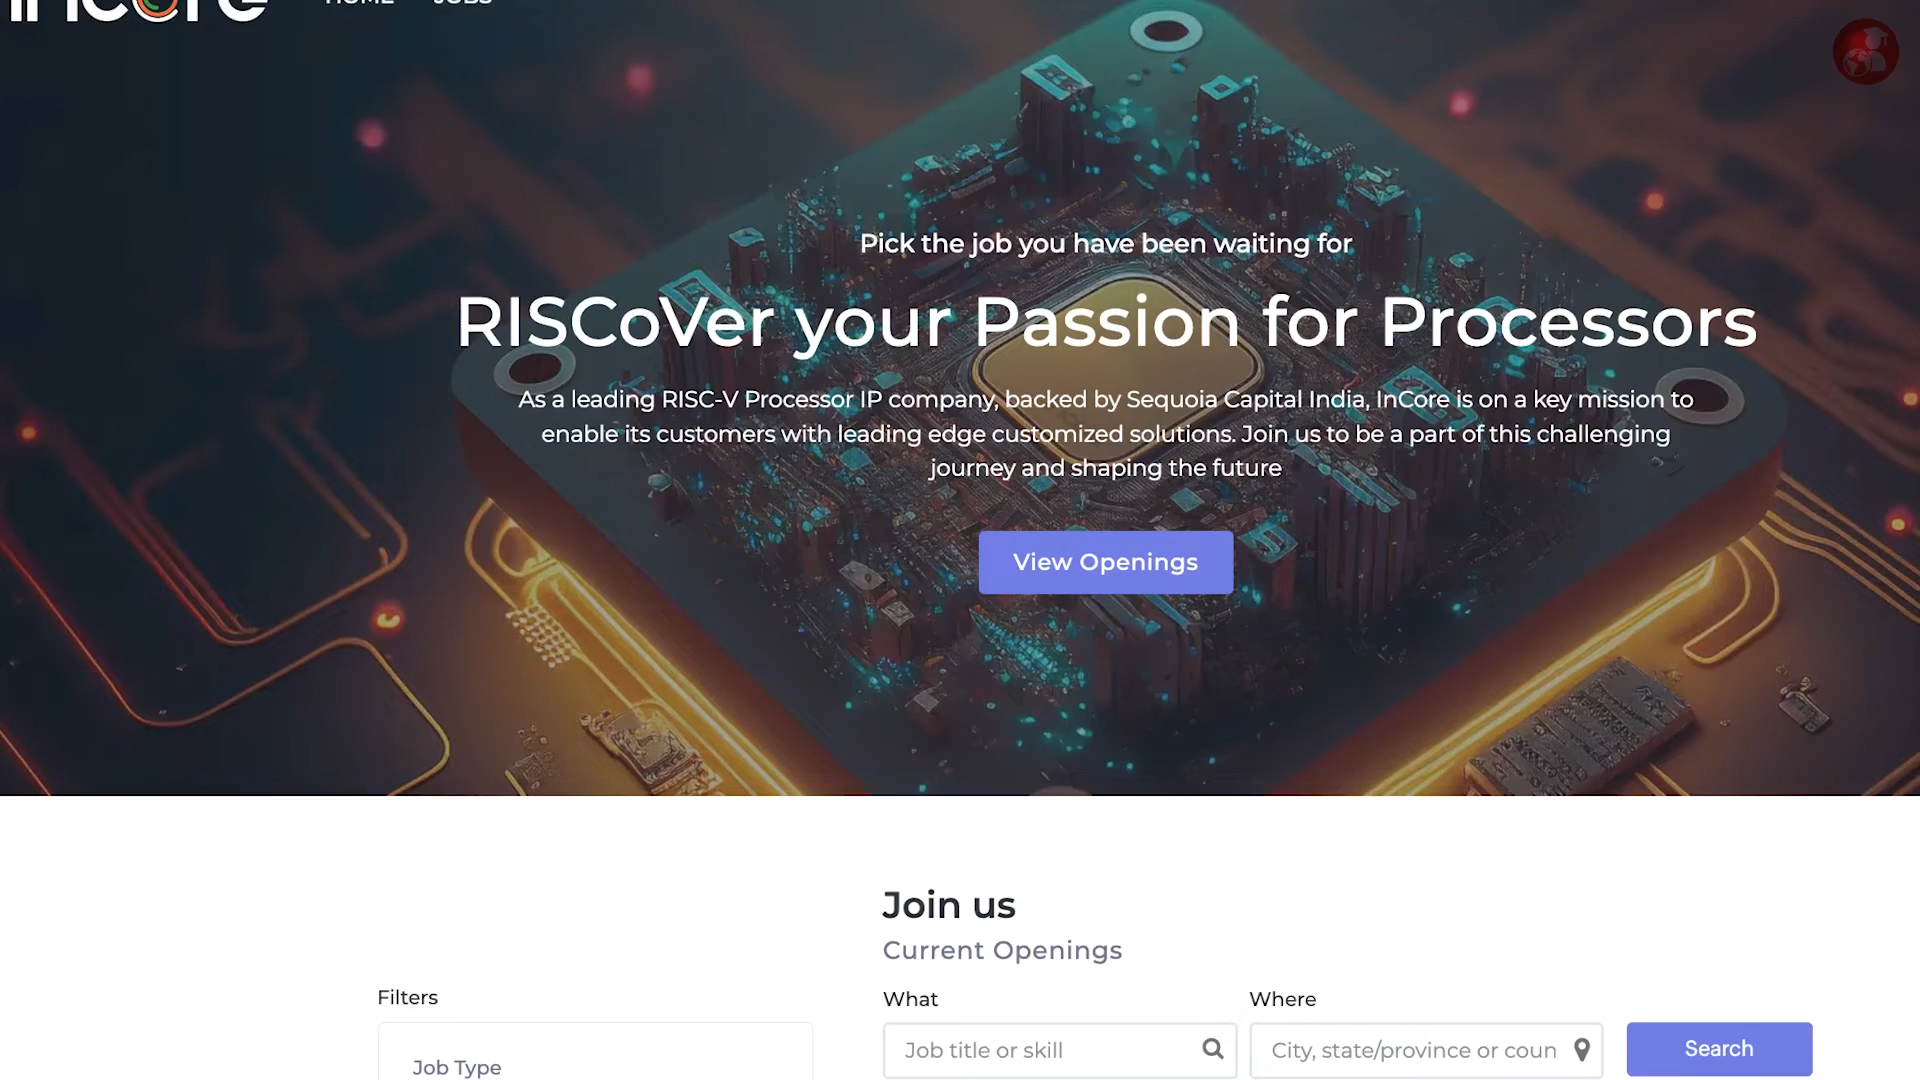 InCore
HOME JOBS
Pick the job you have been waiting for
RISCoVer your Passion for Processors
As a leading RISC-V Processor IP company, backed by Sequoia Capital India, InCore is on a key mission to
enable its customers with leading edge customized solutions. Join us to be a part of this challenging
journey and shaping the future
View Openings
Join us
Current Openings
Filters
What
Where
Job title or skill
City, state/province or coun
Search
Job Type